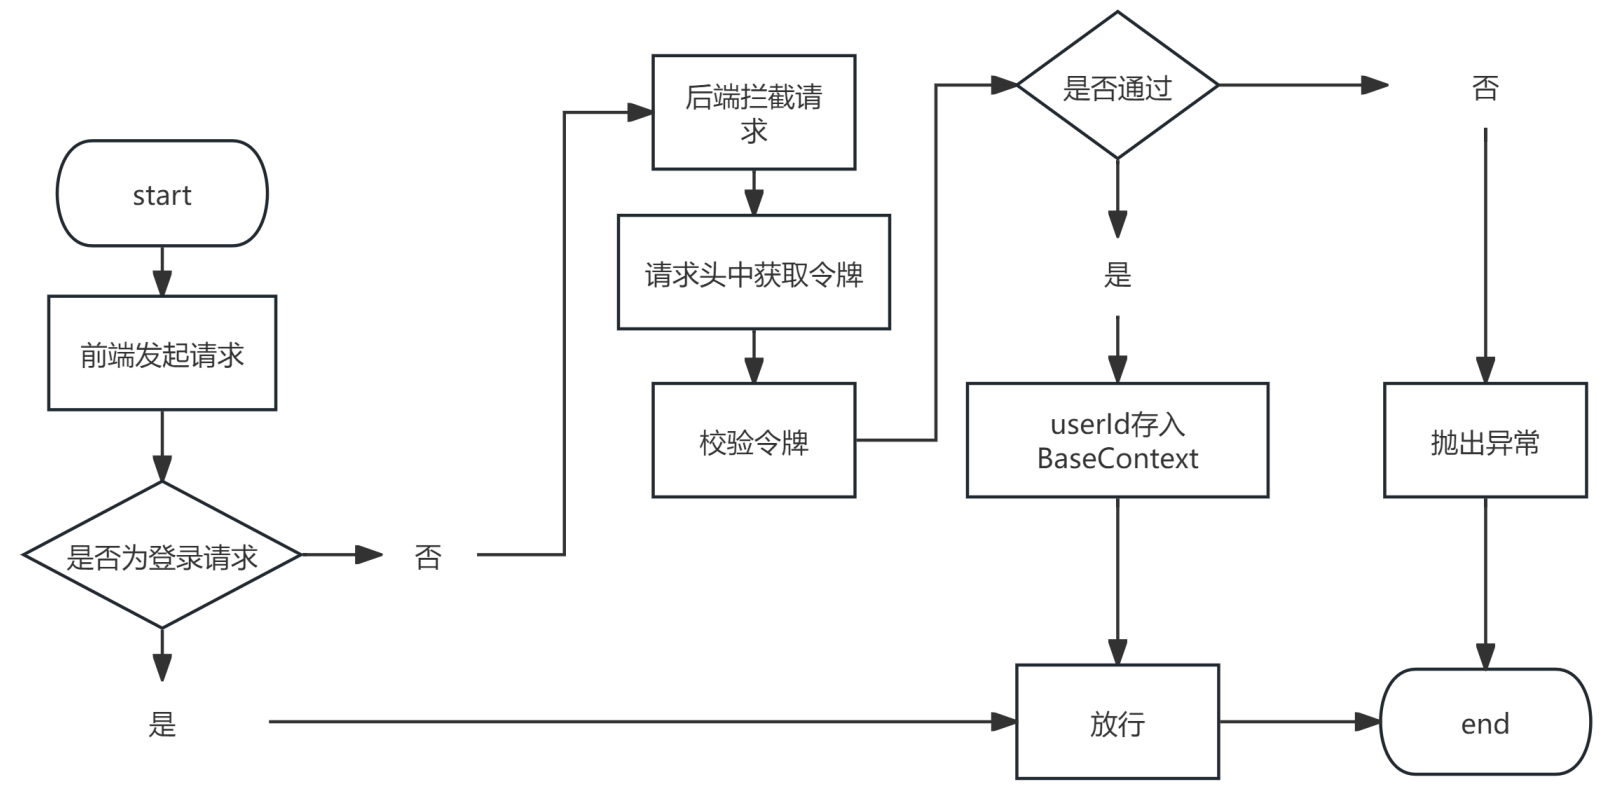 start
前端发起请求
是否为登录请求
否
是
后端拦截请
求
请求头中获取令牌
校验令牌
是否通过
否
是
userId存入
BaseContext
抛出异常
放行
end